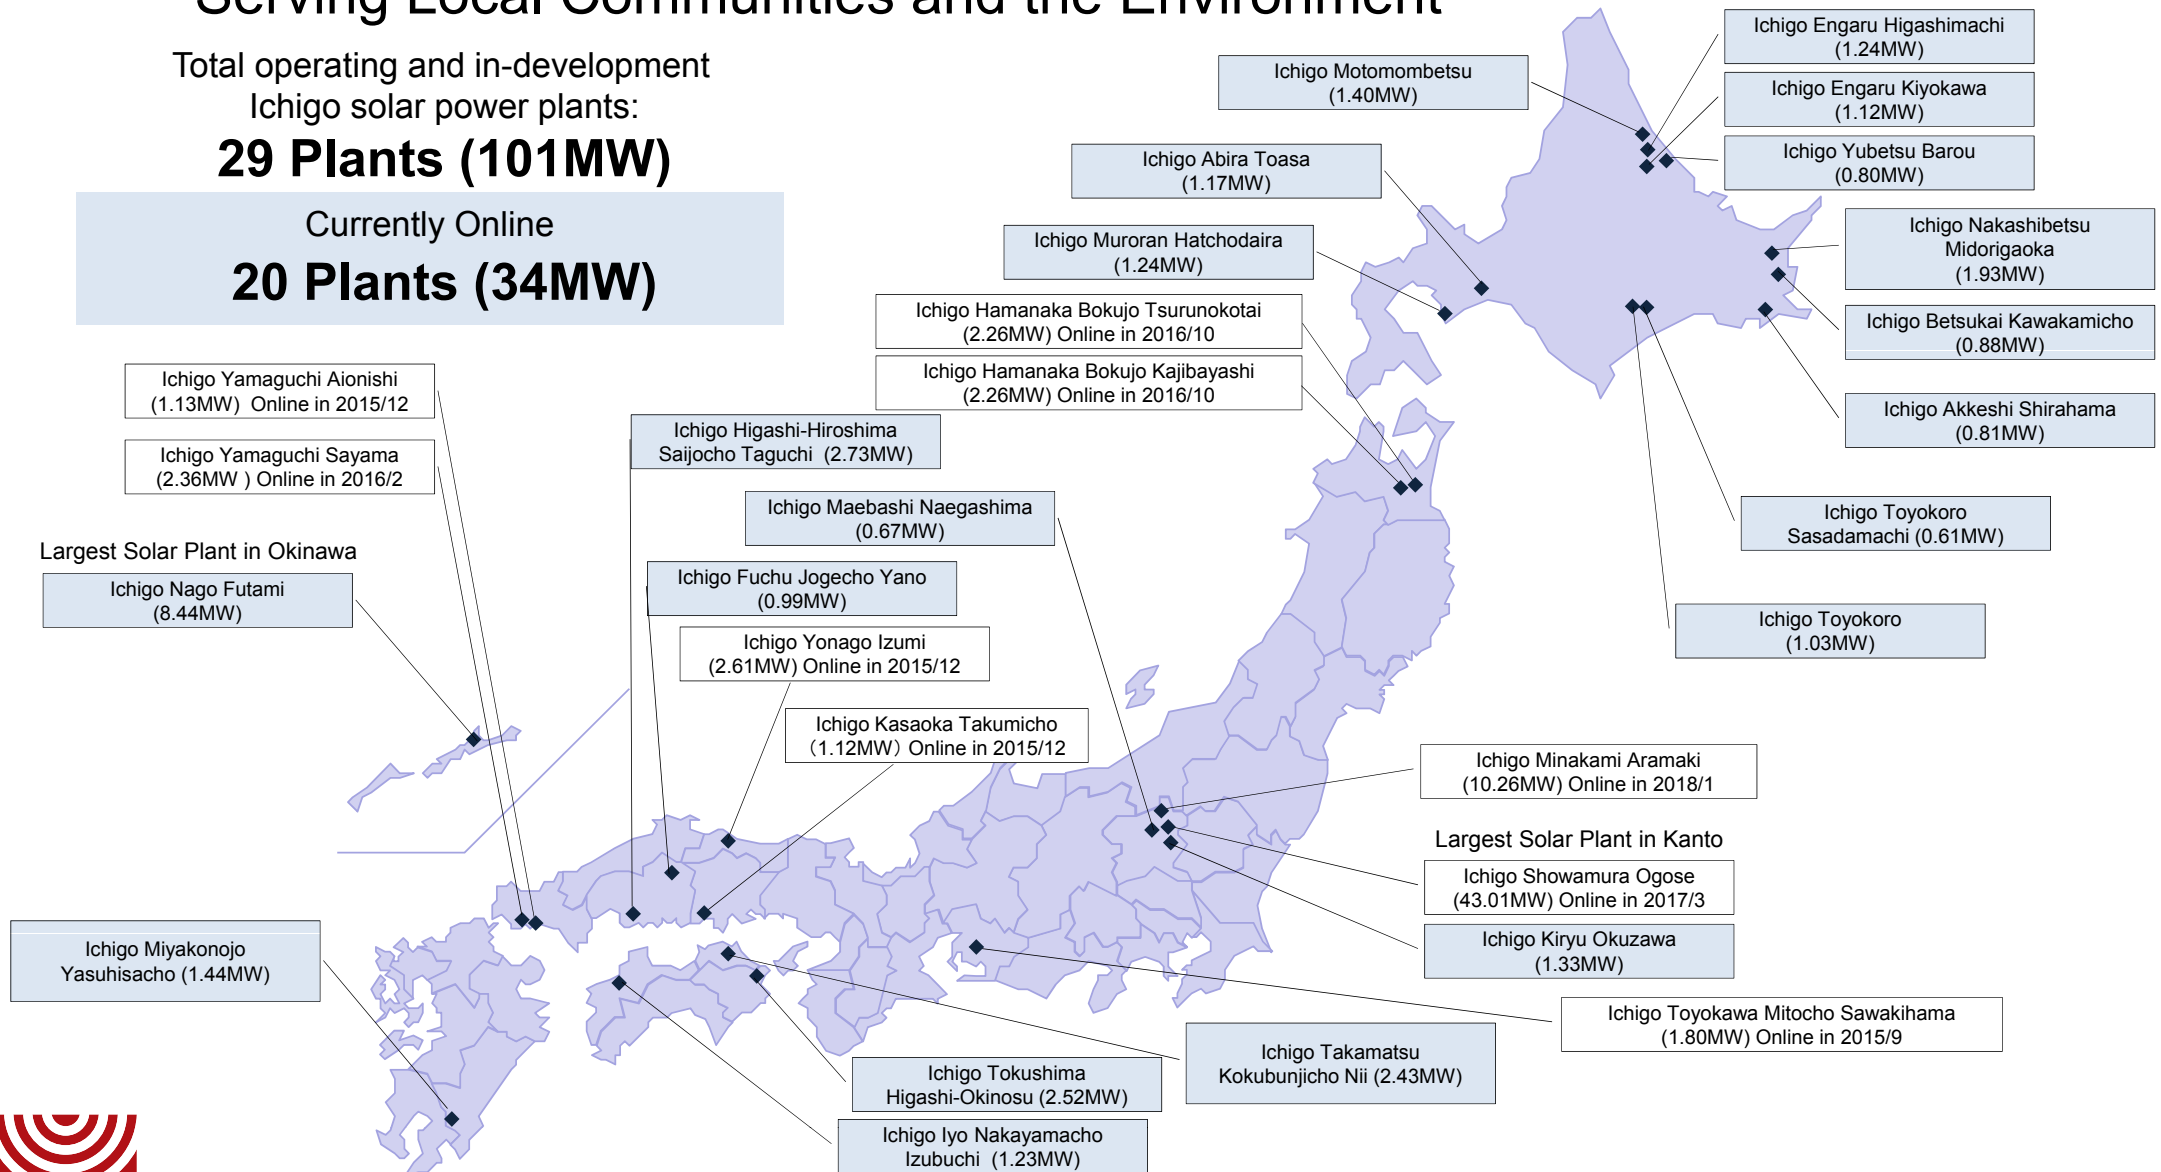 Serving Local Communities and the Environment
Total operating and in-development
Ichigo solar power plants:
29 Plants (101MW)
Currently Online
20 Plants (34MW)
Ichigo Engaru Higashimachi
(1.24MW)
Ichigo Motomombetsu
(1.40MW)
Ichigo Engaru Kiyokawa
(1.12MW)
Ichigo Yubetsu Barou
(0.80MW)
Ichigo Abira Toasa
(1.17MW)
Ichigo Nakashibetsu
Midorigaoka
(1.93MW)
Ichigo Muroran Hatchodaira
(1.24MW)
Ichigo Hamanaka Bokujo Tsurunokotai
(2.26MW) Online in 2016/10
Ichigo Betsukai Kawakamicho
(0.88MW)
Ichigo Hamanaka Bokujo Kajibayashi
(2.26MW) Online in 2016/10
Ichigo Yamaguchi Aionishi
(1.13MW)  Online in 2015/12
Ichigo Akkeshi Shirahama
(0.81MW)
Ichigo Higashi-Hiroshima
Saijocho Taguchi  (2.73MW)
Ichigo Yamaguchi Sayama
(2.36MW ) Online in 2016/2
Ichigo Maebashi Naegashima
(0.67MW)
Ichigo Toyokoro
Sasadamachi (0.61MW)
Largest Solar Plant in Okinawa
Ichigo Nago Futami
(8.44MW)
Ichigo Fuchu Jogecho Yano
(0.99MW)
Ichigo Toyokoro
(1.03MW)
Ichigo Yonago Izumi
(2.61MW) Online in 2015/12
Ichigo Kasaoka Takumicho
（1.12MW）Online in 2015/12
Ichigo Minakami Aramaki
(10.26MW) Online in 2018/1
Largest Solar Plant in Kanto
Ichigo Showamura Ogose
(43.01MW) Online in 2017/3
Ichigo Kiryu Okuzawa
(1.33MW)
Ichigo Miyakonojo
Yasuhisacho (1.44MW)
Ichigo Toyokawa Mitocho Sawakihama
(1.80MW) Online in 2015/9
Ichigo Takamatsu
Kokubunjicho Nii (2.43MW)
Ichigo Tokushima
Higashi-Okinosu (2.52MW)
Ichigo Iyo Nakayamacho
Izubuchi  (1.23MW)